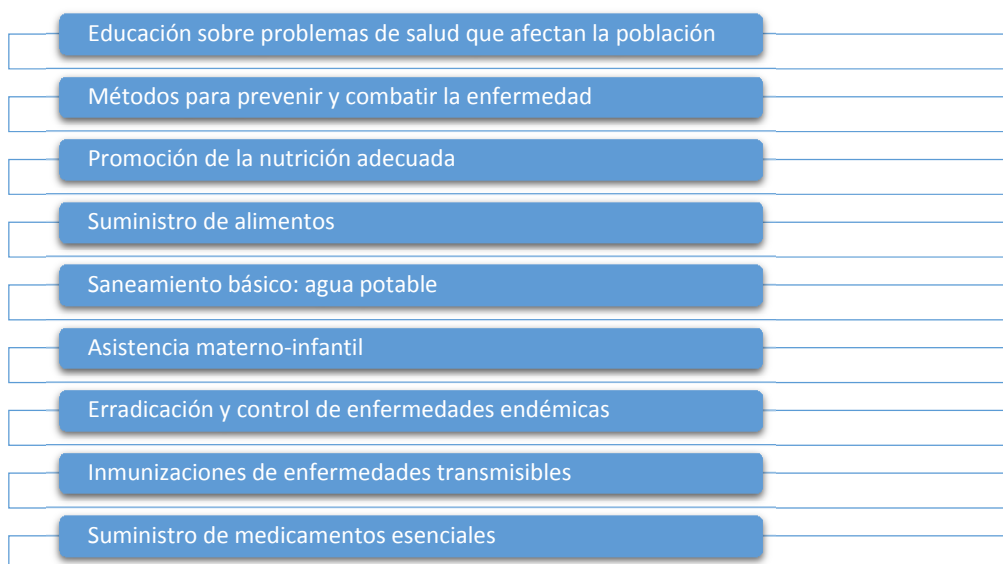 Educación sobre problemas de salud que afectan la población
Métodos para prevenir y combatir la enfermedad
Promoción de la nutrición adecuada
Suministro de alimentos
Saneamiento básico: agua potable
Asistencia materno-infantil
Erradicación y control de enfermedades endémicas
Inmunizaciones de enfermedades transmisibles
Suministro de medicamentos esenciales